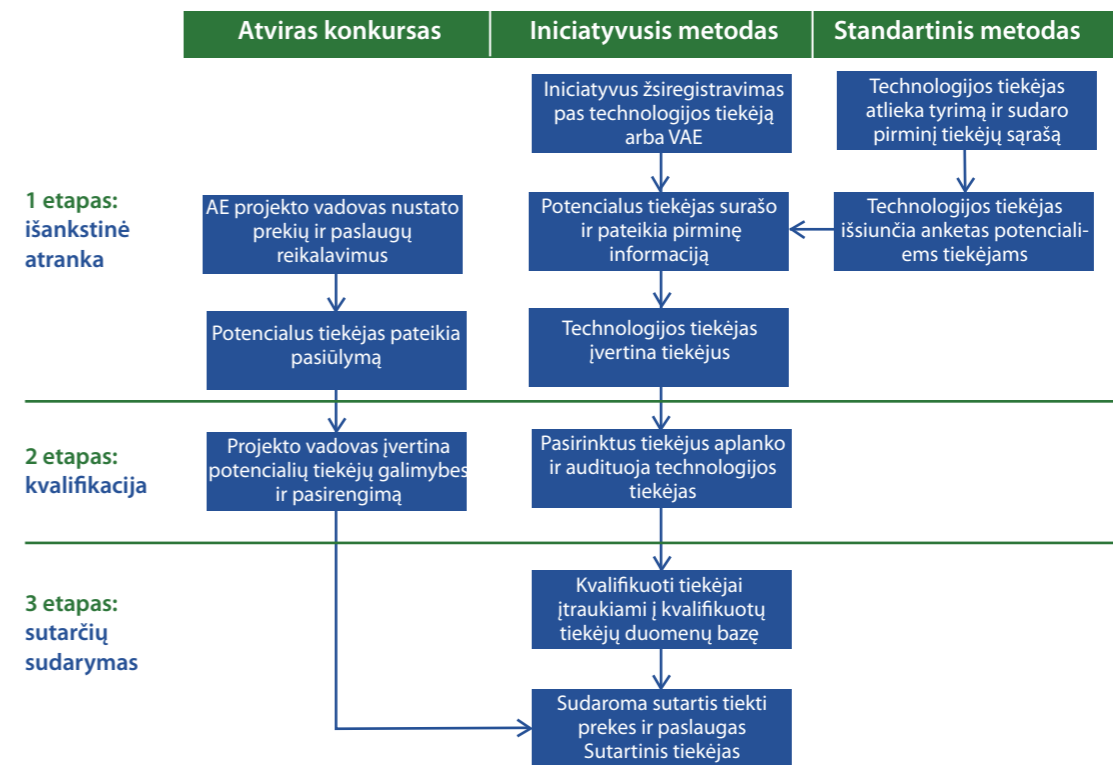 Atviras konkursas
Iniciatyvusis metodas
Standartinis metodas
1 etapas:
išankstinė
atranka
AE projekto vadovas nustato
prekių ir paslaugų
reikalavimus
Potencialus tiekėjas pateikia
pasiūlymą
Iniciatyvus žsiregistravimas
pas technologijos tiekėją
arba VAE
Potencialus tiekėjas surašo
ir pateikia pirminę
informaciją
Technologijos tiekėjas
įvertina tiekėjus
Technologijos tiekėjas
atlieka tyrimą ir sudaro
pirminį tiekėjų sąrašą
Technologijos tiekėjas
išsiunčia anketas potenciali-
ems tiekėjams
2 etapas:
kvalifikacija
Projekto vadovas įvertina
potencialių tiekėjų galimybes
ir pasirengimą
Pasirinktus tiekėjus aplanko
ir audituoja technologijos
tiekėjas
3 etapas:
sutarčių
sudarymas
Kvalifikuoti tiekėjai
įtraukiami į kvalifikuotų
tiekėjų duomenų bazę
Sudaroma sutartis tiekti
prekes ir paslaugas
Sutartinis tiekėjas